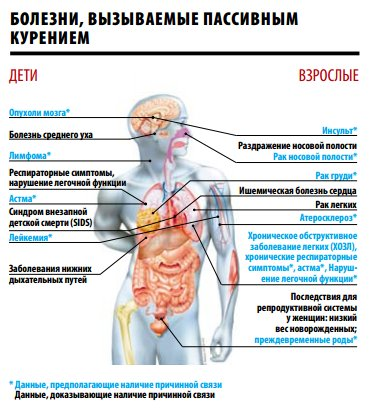 БОЛЕЗНИ, ВЫЗЫВАЕМЫЕ ПАССИВНЫМ
КУРЕНИЕМ
ДЕТИ
Опухоли мозга*
Болезнь среднего уха
Лимфома*
Респираторные симптомы,
нарушение легочной функции
Астма*
Синдром внезапной
детской смерти (SIDS)
Лейкемия*
Заболевания нижних
дыхательных путей
ВЗРОСЛЫЕ
Инсульт*
Раздражение носовой полости
Рак носовой полости*
Рак груди*
Ишемическая болезнь сердца
Рак легких
Атеросклероз*
Хроническое обструктивное
заболевание легких (ХОЗЛ),
хронические респираторные
симптомы*, астма*, Наруше-
ние легочной функции*
Последствия для
репродуктивной системы
у женщин: низкий
вес новорожденных;
преждевременные роды*
* Данные, предполагающие наличие причинной связи
Данные, доказывающие наличие причинной связи